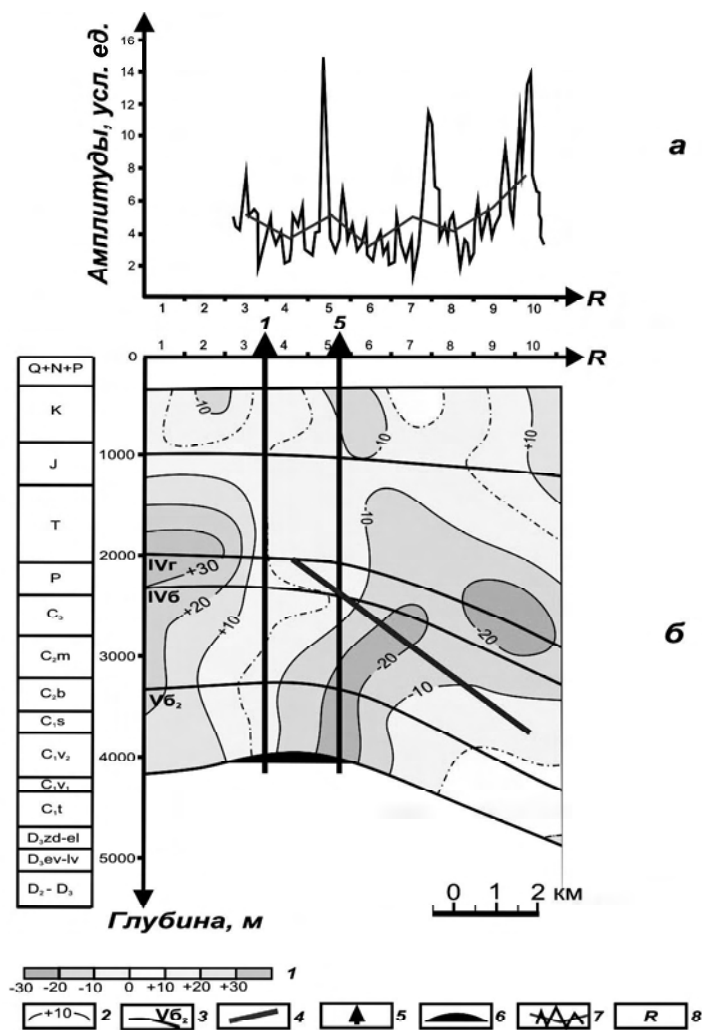 Амплитуды, усл. ед.
16
14
12
10
8
6
4
2
а
1 2 3 4 5 6 7 8 9 10 R
1 5
1 2 3 4 5 6 7 8 9 10 R
0
1000
2000
3000
4000
5000
Q+N+P
K
J
T
P
C₃
C₂m
C₂b
C₁s
C₁v₂
C₁v₁
C₁t
D₃zd-el
D₃ev-lv
D₂ - D₃
-10
-10
+10
-10
IVг
+30
IVб
+20
+10
-20
-20
-10
Vб₂
б
0 1 2 км
Глубина, м
1
-30 -20 -10 0 +10 +20 +30
+10 2 Vб₂ 3 4 5 6 7 R 8